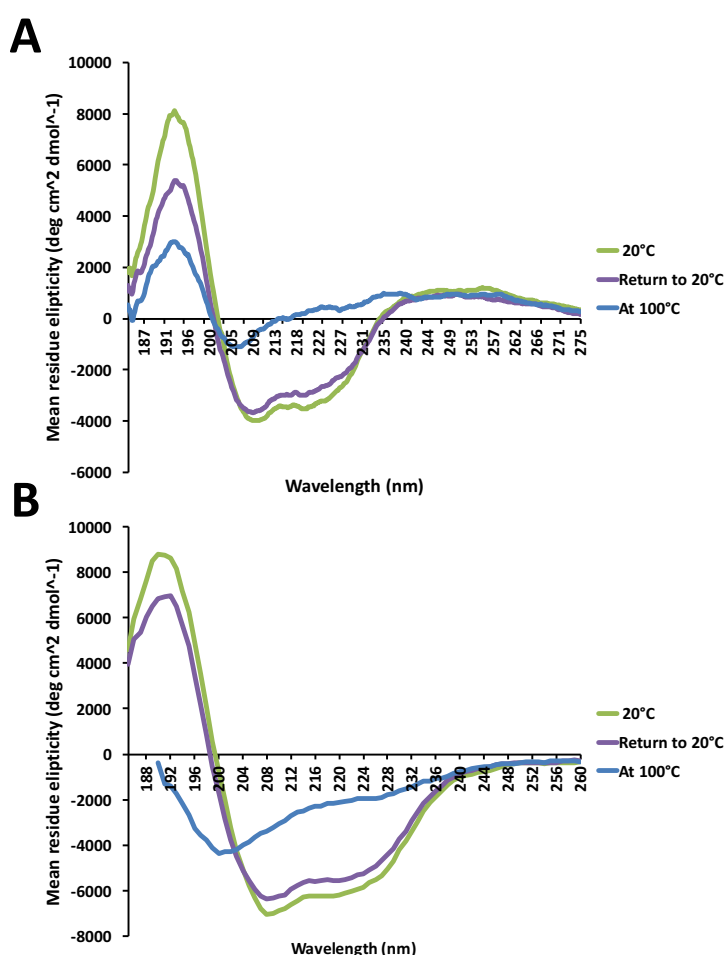 A
Mean residue elipticity (deg cm^2 dmol^-1)
10000
8000
6000
4000
2000
0
-2000
-4000
-6000
187 191 196 200 205 209 213 218 222 227 231 235 240 244 249 253 257 262 266 271 275
Wavelength (nm)
20°C
Return to 20°C
At 100°C
B
Mean residue elipticity (deg cm^2 dmol^-1)
10000
8000
6000
4000
2000
0
-2000
-4000
-6000
-8000
188 192 196 200 204 208 212 216 220 224 228 232 236 240 244 248 252 256 260
Wavelength (nm)
20°C
Return to 20°C
At 100°C